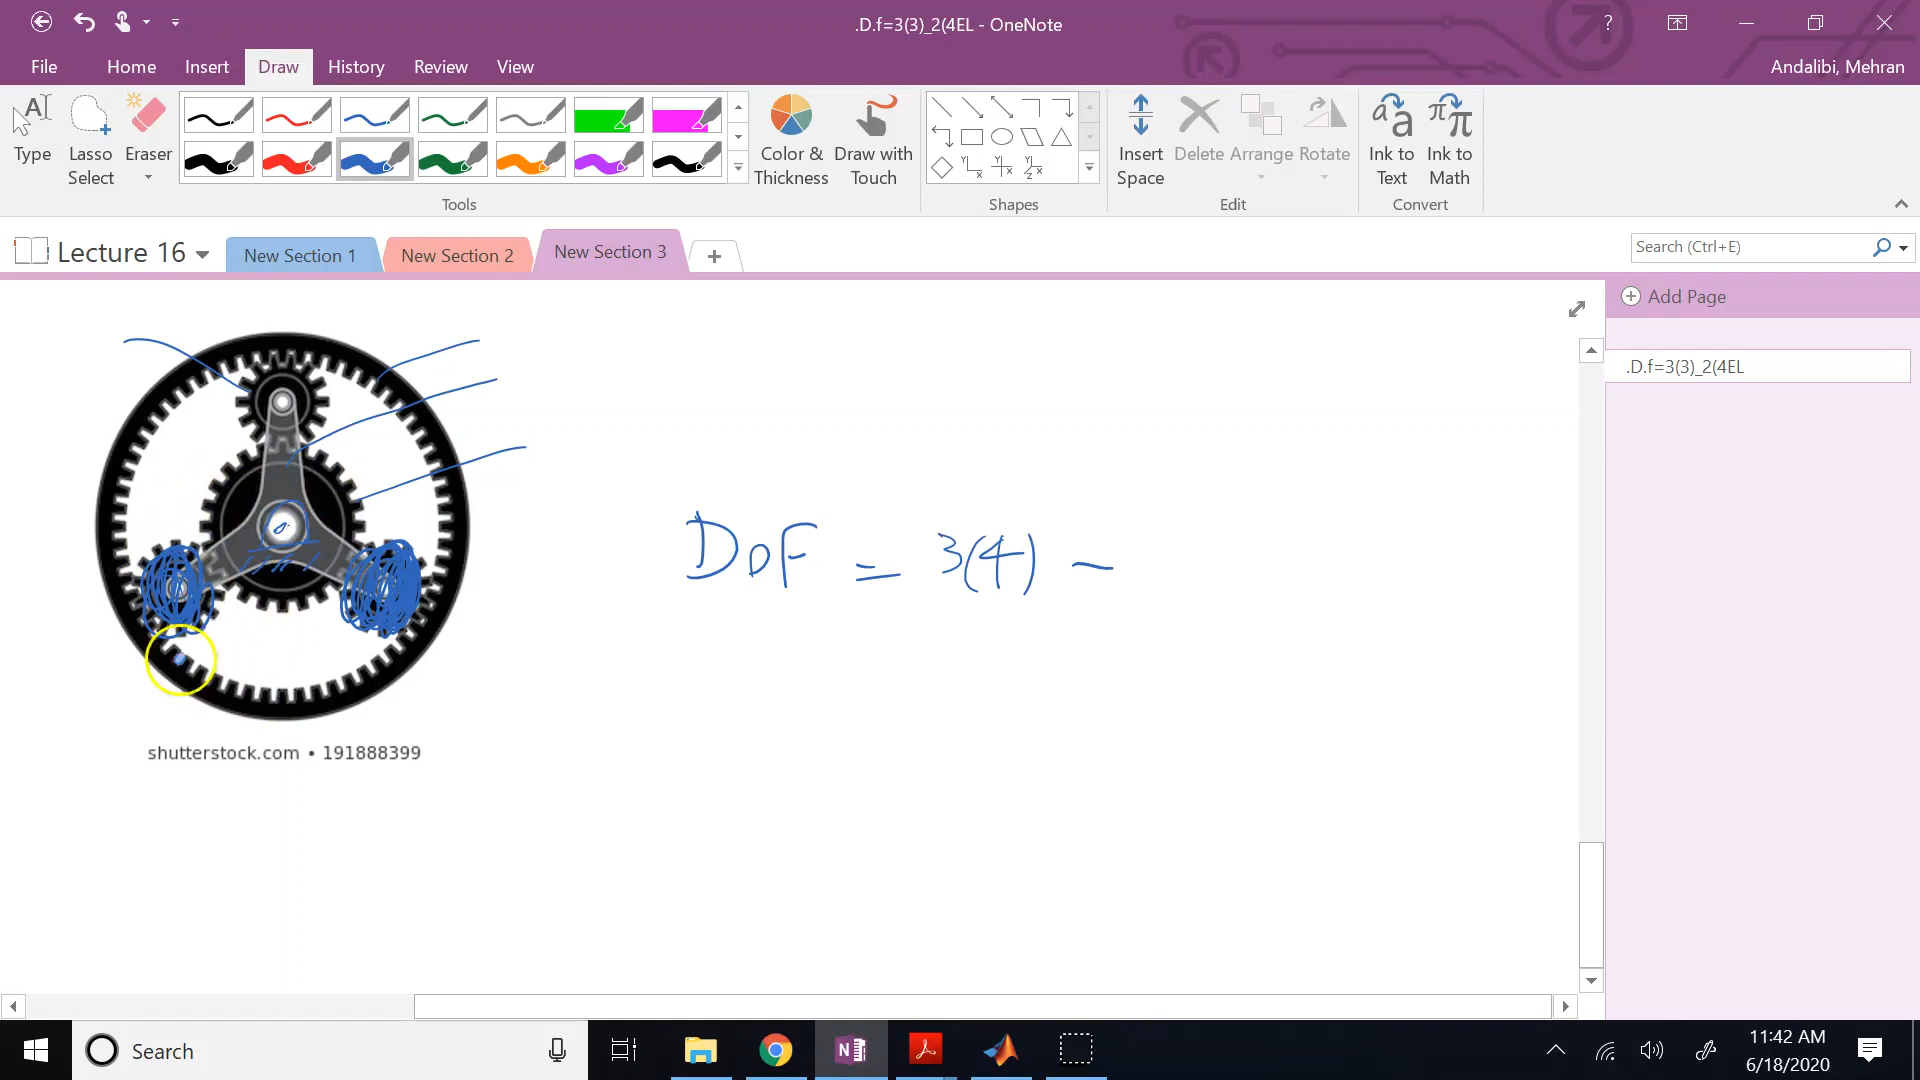 .D.f=3(3)_2(4EL - OneNote
?
File Home Insert Draw History Review View
Andalibi, Mehran
Type
Lasso Select
Eraser
Color & Thickness
Draw with Touch
Insert Space
Delete
Arrange
Rotate
Ink to Text
Ink to Math
Tools
Shapes
Edit
Convert
Lecture 16
New Section 1
New Section 2
New Section 3
Search (Ctrl+E)
Add Page
.D.f=3(3)_2(4EL
DOF = 3(4) -
shutterstock.com • 191888399
Search
11:42 AM
6/18/2020